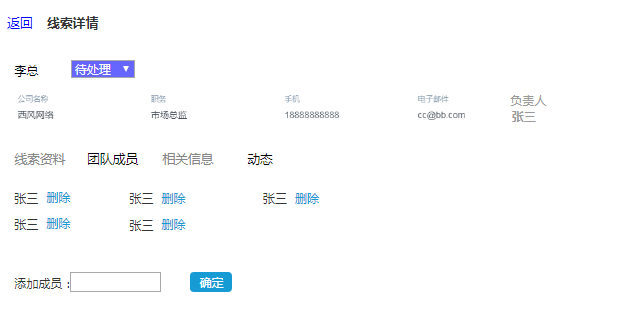 返回 线索详情
李总 待处理
公司名称 职务 手机 电子邮件 负责人
西风网络 市场总监 18888888888 cc@bb.com 张三
线索资料 团队成员 相关信息 动态
张三 删除 张三 删除 张三 删除
张三 删除 张三 删除
添加成员： 确定